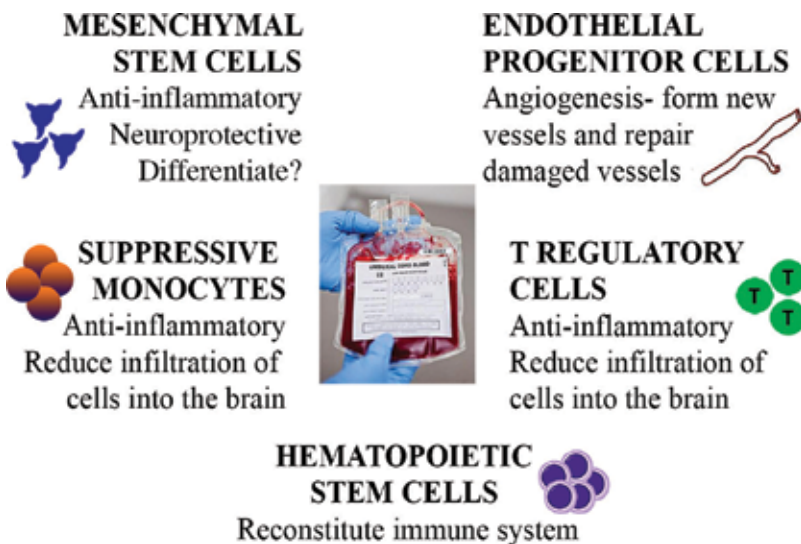 MESENCHYMAL
STEM CELLS
Anti-inflammatory
Neuroprotective
Differentiate?
ENDOTHELIAL
PROGENITOR CELLS
Angiogenesis- form new
vessels and repair
damaged vessels
SUPPRESSIVE
MONOCYTES
Anti-inflammatory
Reduce infiltration of
cells into the brain
UMBILICAL CORD BLOOD
T REGULATORY
CELLS
Anti-inflammatory
Reduce infiltration of
cells into the brain
T
T
T
HEMATOPOIETIC
STEM CELLS
Reconstitute immune system